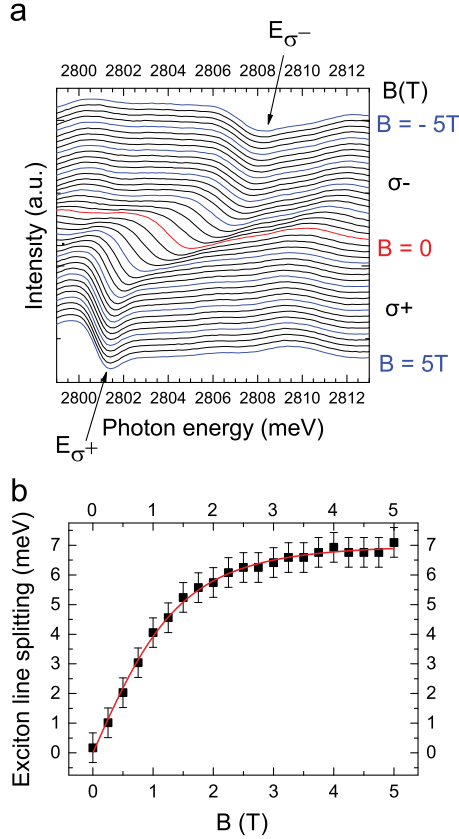 a
Eσ−
2800 2802 2804 2806 2808 2810 2812
B(T)
B = - 5T
σ-
B = 0
σ+
B = 5T
Intensity (a.u.)
2800 2802 2804 2806 2808 2810 2812
Photon energy (meV)
Eσ+
b
0 1 2 3 4 5
7 7
6 6
5 5
4 4
3 3
2 2
1 1
0 0
Exciton line splitting (meV)
0 1 2 3 4 5
B (T)